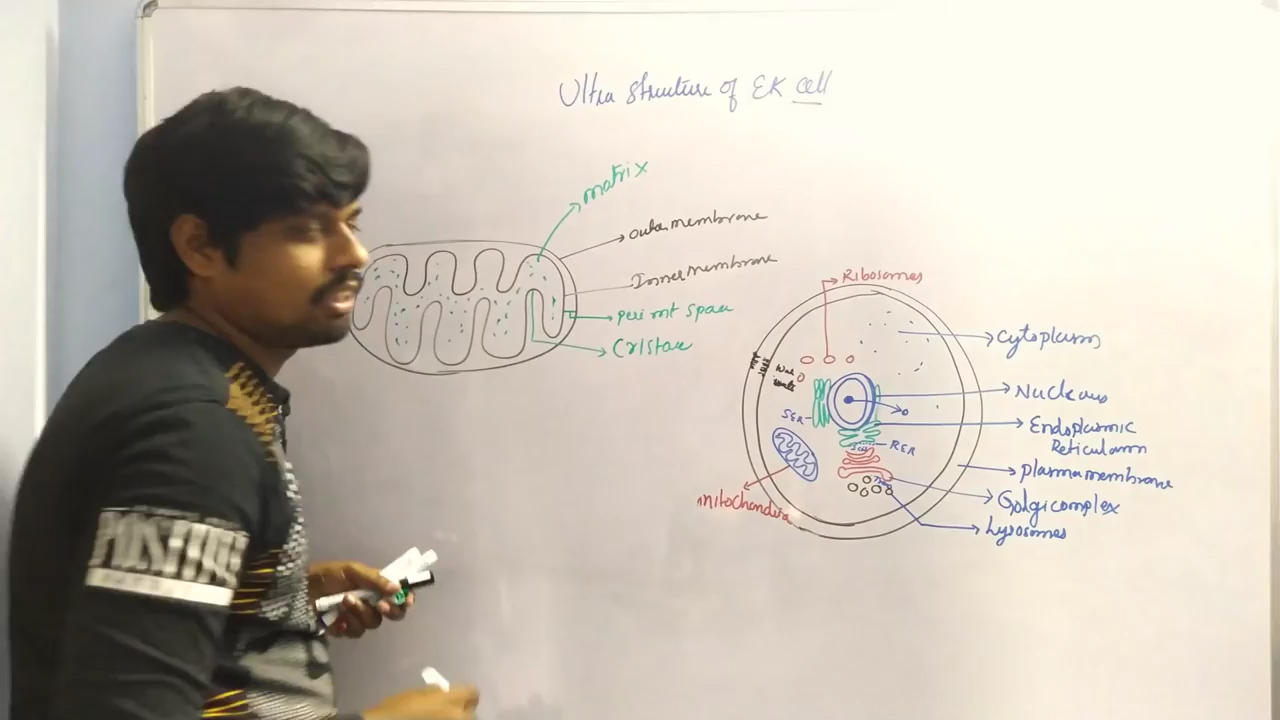 Ultra structure of EK cell
matrix
outer membrane
Inner membrane
peri mt space
Cristae
Ribosomes
Cytoplasm
Nucleus
Endoplasmic
Reticulam
plasma membrane
Golgi complex
Lysosomes
SER
RER
mitochondria